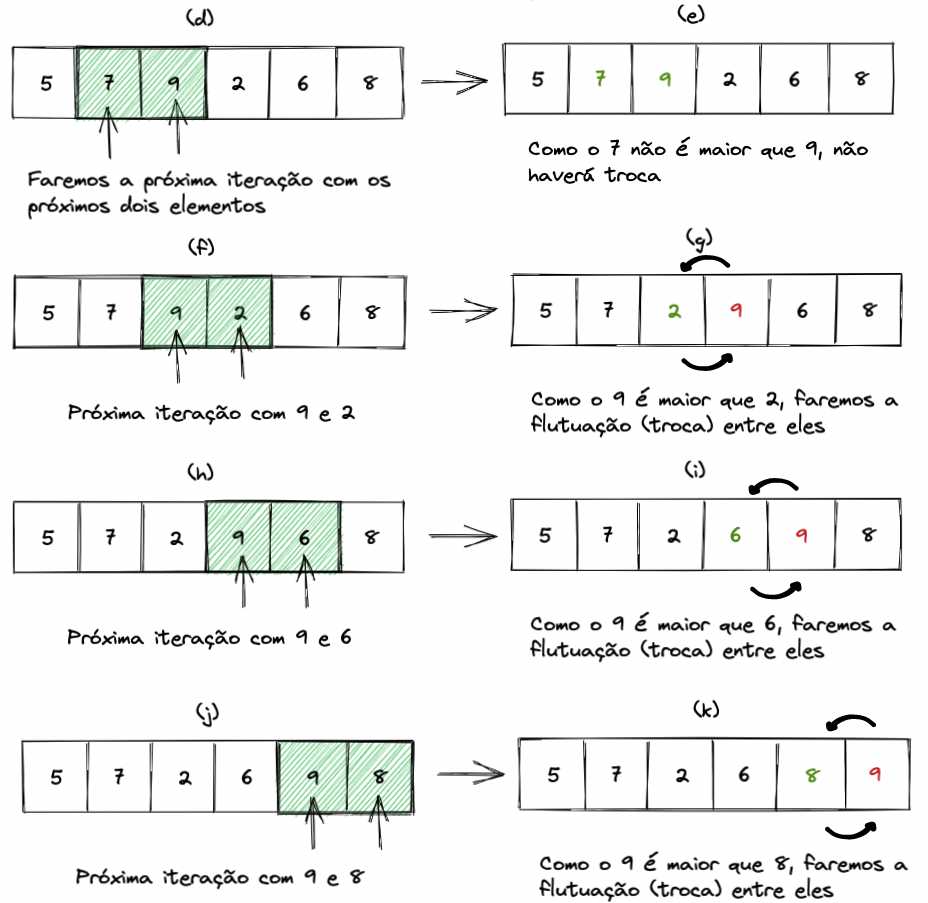 (d)
5 7 9 2 6 8
Faremos a próxima iteração com os
próximos dois elementos
(e)
5 7 9 2 6 8
Como o 7 não é maior que 9, não
haverá troca
(f)
5 7 9 2 6 8
Próxima iteração com 9 e 2
(g)
5 7 2 9 6 8
Como o 9 é maior que 2, faremos a
flutuação (troca) entre eles
(h)
5 7 2 9 6 8
Próxima iteração com 9 e 6
(i)
5 7 2 6 9 8
Como o 9 é maior que 6, faremos a
flutuação (troca) entre eles
(j)
5 7 2 6 9 8
Próxima iteração com 9 e 8
(k)
5 7 2 6 8 9
Como o 9 é maior que 8, faremos a
flutuação (troca) entre eles